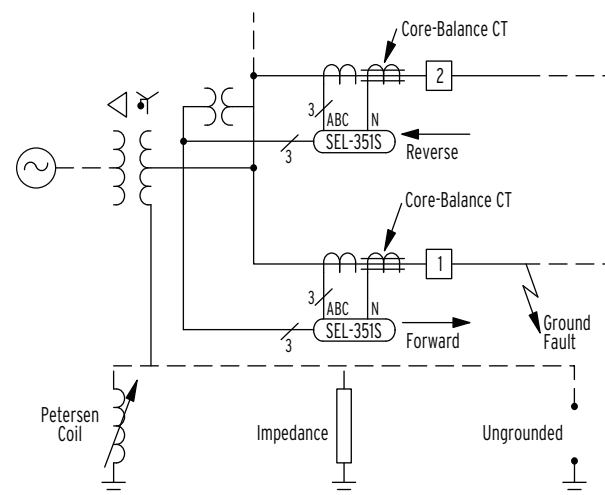 Core-Balance CT
2
3
ABC
N
SEL-351S
3
Reverse
Core-Balance CT
1
3
ABC
N
SEL-351S
3
Forward
Ground
Fault
Petersen
Coil
Impedance
Ungrounded